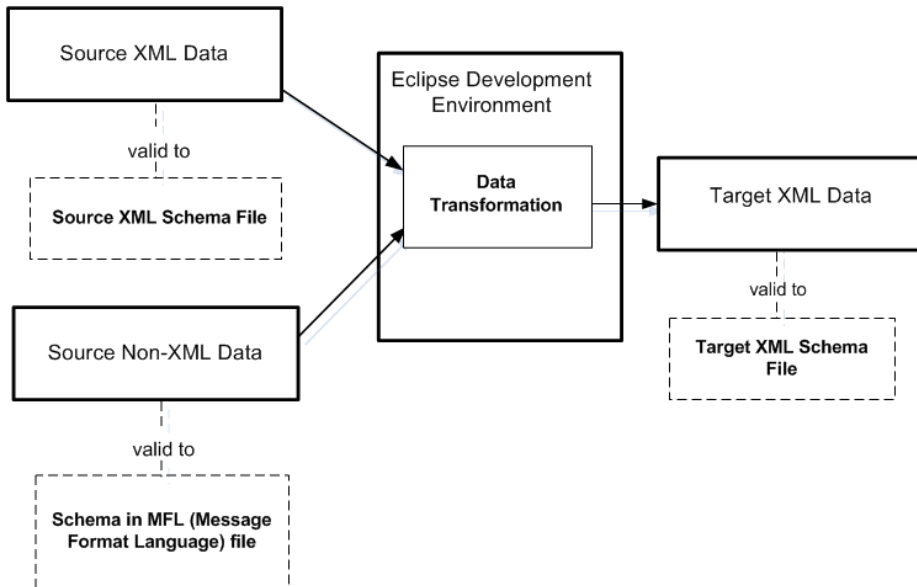 Source XML Data
valid to
Source XML Schema File
Source Non-XML Data
valid to
Schema in MFL (Message
Format Language) file
Eclipse Development
Environment
Data
Transformation
Target XML Data
valid to
Target XML Schema
File